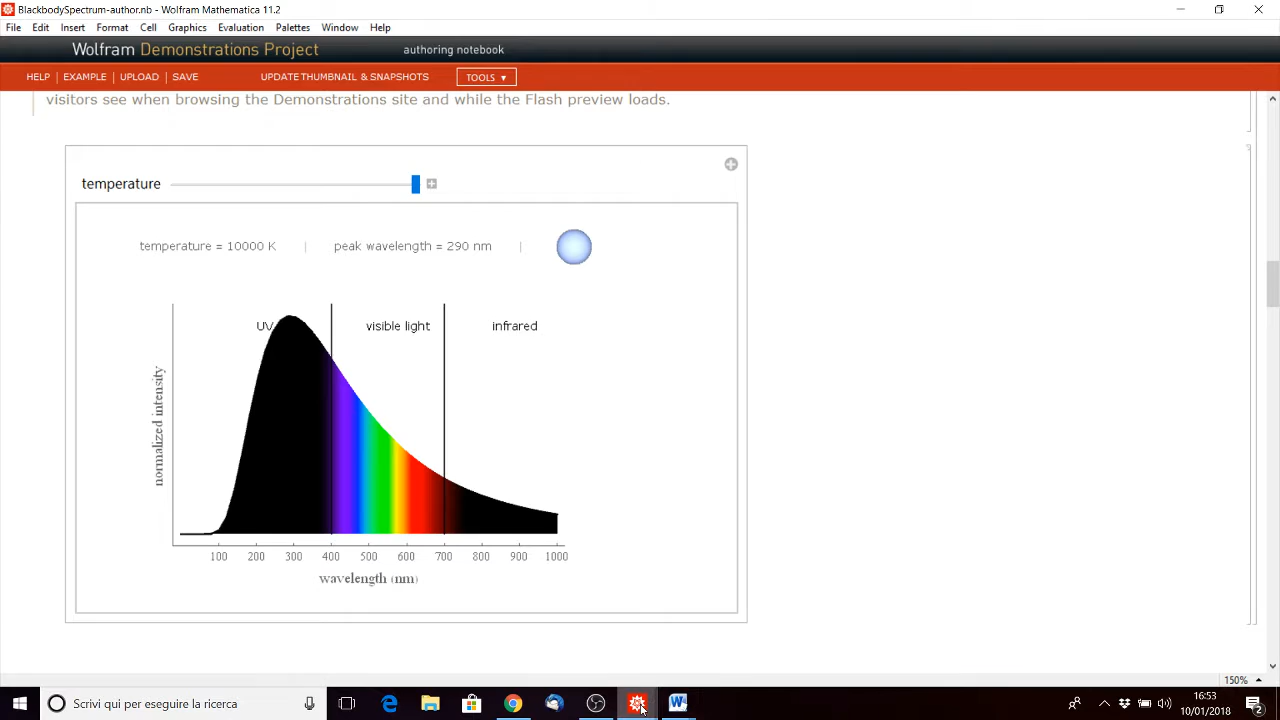 BlackbodySpectrum-author.nb - Wolfram Mathematica 11.2
File Edit Insert Format Cell Graphics Evaluation Palettes Window Help
Wolfram Demonstrations Project authoring notebook
HELP | EXAMPLE | UPLOAD | SAVE UPDATE THUMBNAIL & SNAPSHOTS TOOLS ▾
visitors see when browsing the Demonstrations site and while the Flash preview loads.
temperature
temperature = 10000 K | peak wavelength = 290 nm |
UV visible light infrared
normalized intensity
100 200 300 400 500 600 700 800 900 1000
wavelength (nm)
150%
Scrivi qui per eseguire la ricerca
16:53
10/01/2018
2